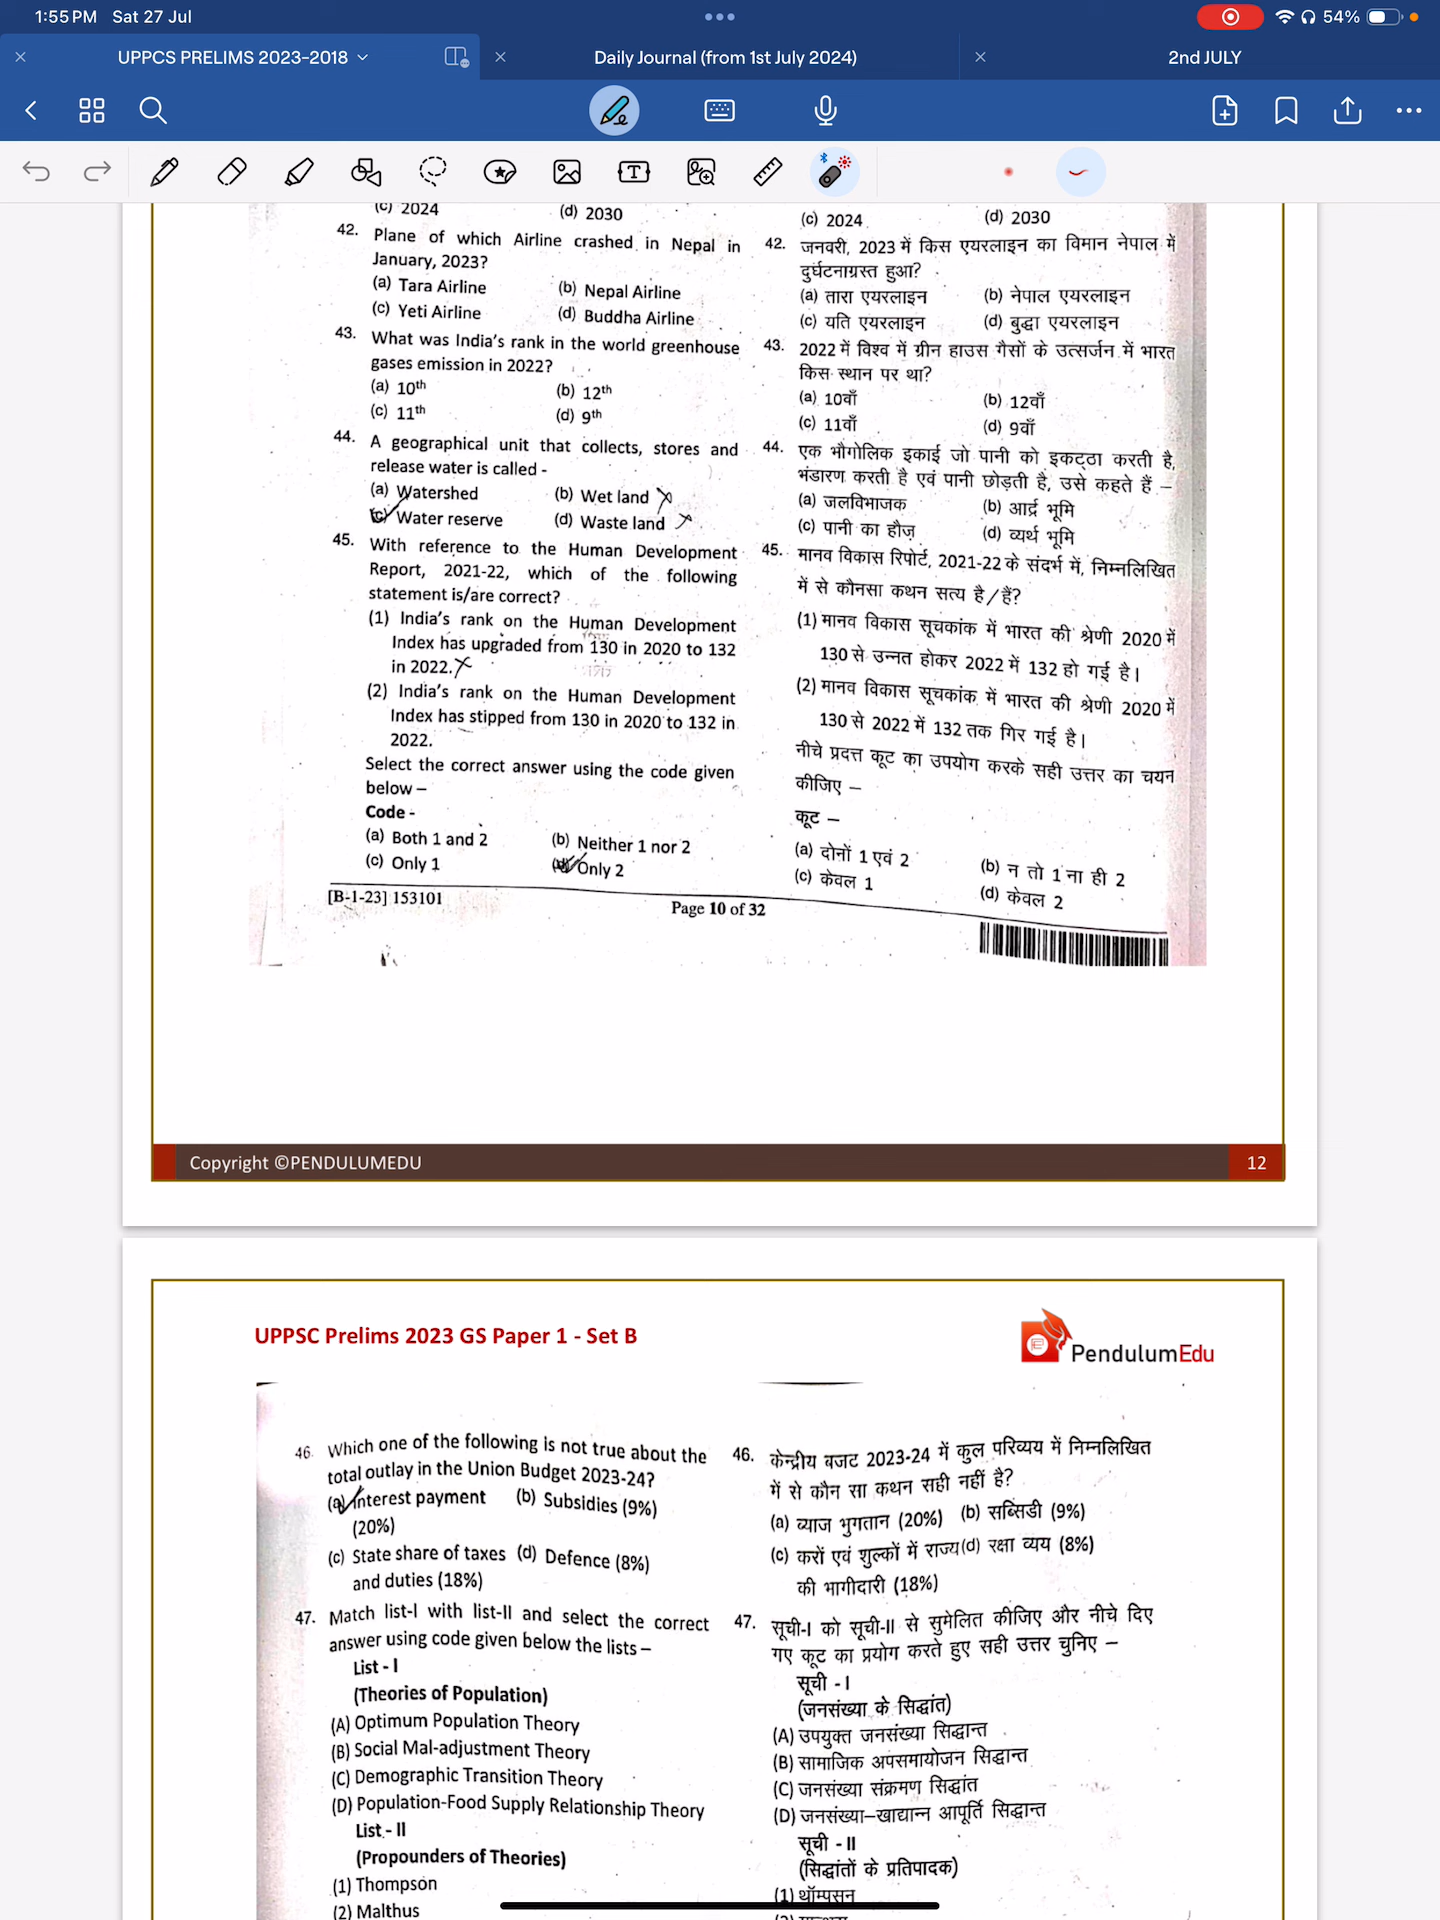 1:55 PM Sat 27 Jul
54%
UPPCS PRELIMS 2023-2018
Daily Journal (from 1st July 2024)
2nd JULY
(c) 2024 (d) 2030
42. Plane of which Airline crashed in Nepal in
January, 2023?
(a) Tara Airline (b) Nepal Airline
(c) Yeti Airline (d) Buddha Airline
43. What was India's rank in the world greenhouse
gases emission in 2022?
(a) 10th (b) 12th
(c) 11th (d) 9th
44. A geographical unit that collects, stores and
release water is called -
(a) Watershed (b) Wet land
(c) Water reserve (d) Waste land
45. With reference to the Human Development
Report, 2021-22, which of the following
statement is/are correct?
(1) India's rank on the Human Development
Index has upgraded from 130 in 2020 to 132
in 2022.
(2) India's rank on the Human Development
Index has stipped from 130 in 2020 to 132 in
2022.
Select the correct answer using the code given
below –
Code -
(a) Both 1 and 2 (b) Neither 1 nor 2
(c) Only 1 (d) Only 2
(c) 2024 (d) 2030
42. जनवरी, 2023 में किस एयरलाइन का विमान नेपाल में
दुर्घटनाग्रस्त हुआ?
(a) तारा एयरलाइन (b) नेपाल एयरलाइन
(c) यति एयरलाइन (d) बुद्धा एयरलाइन
43. 2022 में विश्व में ग्रीन हाउस गैसों के उत्सर्जन में भारत
किस स्थान पर था?
(a) 10वाँ (b) 12वाँ
(c) 11वाँ (d) 9वाँ
44. एक भौगोलिक इकाई जो पानी को इकट्ठा करती है,
भंडारण करती है एवं पानी छोड़ती है, उसे कहते हैं –
(a) जलविभाजक (b) आर्द्र भूमि
(c) पानी का हौज़ (d) व्यर्थ भूमि
45. मानव विकास रिपोर्ट, 2021-22 के संदर्भ में, निम्नलिखित
में से कौनसा कथन सत्य है/हैं?
(1) मानव विकास सूचकांक में भारत की श्रेणी 2020 में
130 से उन्नत होकर 2022 में 132 हो गई है।
(2) मानव विकास सूचकांक में भारत की श्रेणी 2020 में
130 से 2022 में 132 तक गिर गई है।
नीचे प्रदत्त कूट का उपयोग करके सही उत्तर का चयन
कीजिए –
कूट –
(a) दोनों 1 एवं 2 (b) न तो 1 ना ही 2
(c) केवल 1 (d) केवल 2
[B-1-23] 153101 Page 10 of 32
Copyright ©PENDULUMEDU 12
UPPSC Prelims 2023 GS Paper 1 - Set B
PendulumEdu
46. Which one of the following is not true about the
total outlay in the Union Budget 2023-24?
(a) Interest payment (b) Subsidies (9%)
(20%)
(c) State share of taxes (d) Defence (8%)
and duties (18%)
47. Match list-I with list-II and select the correct
answer using code given below the lists –
List - I
(Theories of Population)
(A) Optimum Population Theory
(B) Social Mal-adjustment Theory
(C) Demographic Transition Theory
(D) Population-Food Supply Relationship Theory
List - II
(Propounders of Theories)
(1) Thompson
(2) Malthus
46. केन्द्रीय बजट 2023-24 में कुल परिव्यय में निम्नलिखित
में से कौन सा कथन सही नहीं है?
(a) व्याज भुगतान (20%) (b) सब्सिडी (9%)
(c) करों एवं शुल्कों में राज्य (d) रक्षा व्यय (8%)
की भागीदारी (18%)
47. सूची-I को सूची-II से सुमेलित कीजिए और नीचे दिए
गए कूट का प्रयोग करते हुए सही उत्तर चुनिए –
सूची - I
(जनसंख्या के सिद्धांत)
(A) उपयुक्त जनसंख्या सिद्धान्त
(B) सामाजिक अपसमायोजन सिद्धान्त
(C) जनसंख्या संक्रमण सिद्धांत
(D) जनसंख्या–खाद्यान्न आपूर्ति सिद्धान्त
सूची - II
(सिद्धांतों के प्रतिपादक)
(1) थॉम्पसन